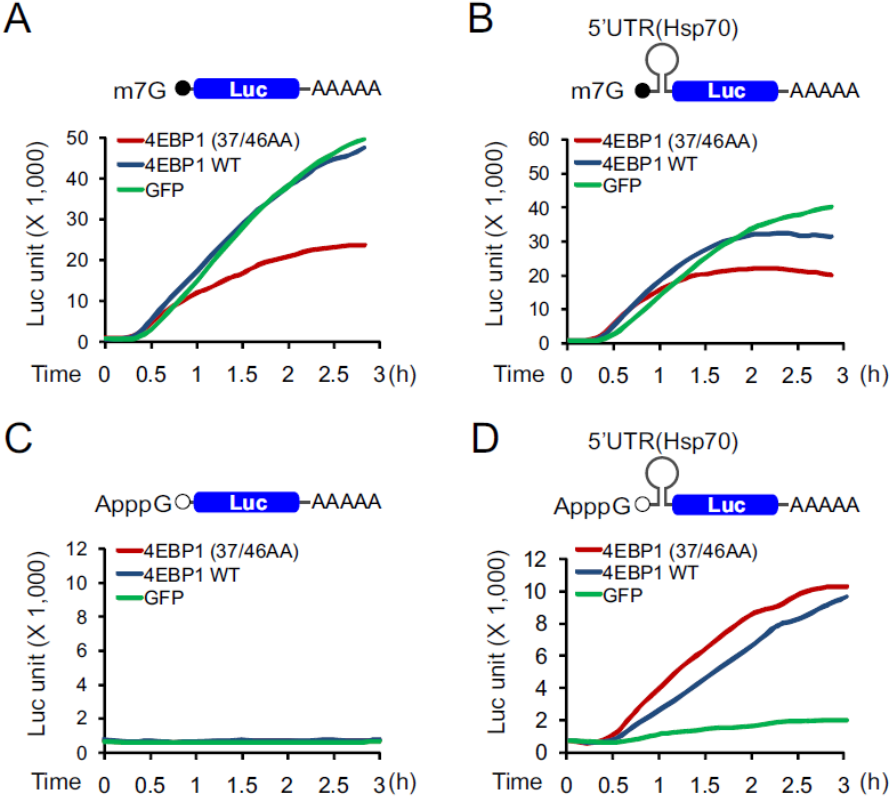 A
m7G Luc AAAAA
50
40
30
20
10
0
Luc unit (X 1,000)
4EBP1 (37/46AA)
4EBP1 WT
GFP
Time 0 0.5 1 1.5 2 2.5 3 (h)
B
5'UTR(Hsp70)
m7G Luc AAAAA
60
50
40
30
20
10
0
Luc unit (X 1,000)
4EBP1 (37/46AA)
4EBP1 WT
GFP
Time 0 0.5 1 1.5 2 2.5 3 (h)
C
ApppG Luc AAAAA
12
10
8
6
4
2
0
Luc unit (X 1,000)
4EBP1 (37/46AA)
4EBP1 WT
GFP
Time 0 0.5 1 1.5 2 2.5 3 (h)
D
5'UTR(Hsp70)
ApppG Luc AAAAA
12
10
8
6
4
2
0
Luc unit (X 1,000)
4EBP1 (37/46AA)
4EBP1 WT
GFP
Time 0 0.5 1 1.5 2 2.5 3 (h)